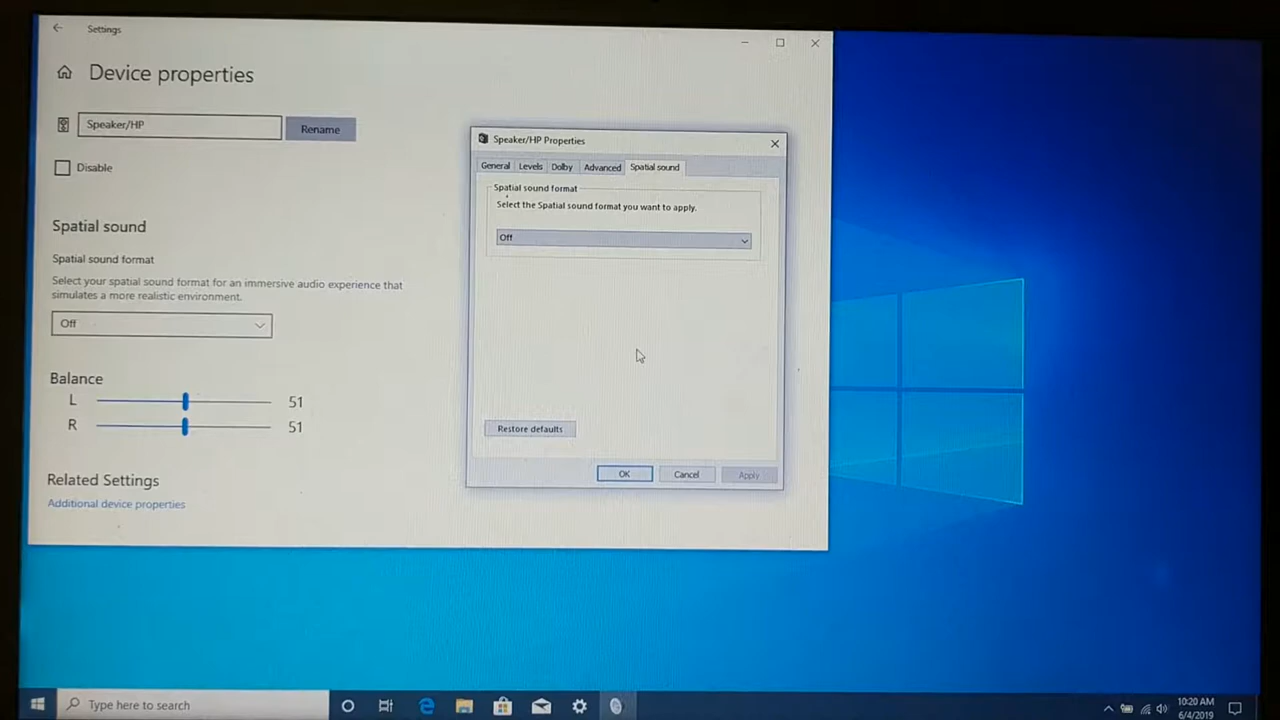 Settings
Device properties
Speaker/HP
Rename
Disable
Spatial sound
Spatial sound format
Select your spatial sound format for an immersive audio experience that
simulates a more realistic environment.
Off
Balance
L 51
R 51
Related Settings
Additional device properties
Speaker/HP Properties
General Levels Dolby Advanced Spatial sound
Spatial sound format
Select the Spatial sound format you want to apply.
Off
Restore defaults
OK Cancel Apply
Type here to search
10:20 AM
6/4/2019